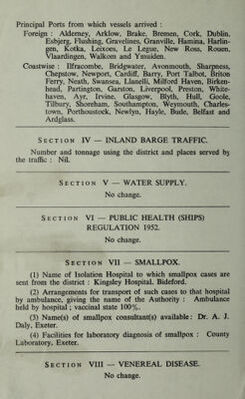 Principal Ports from which vessels arrived :
Foreign : Alderney, Arklow, Brake, Bremen, Cork, Dublin,
Esbjerg, Flushing, Gravelines, Granville, Hamina, Harlin-
gen, Kotka, Leixoes, Le Legue, New Ross, Rouen,
Vlaardingen, Walkom and Ymuiden.
Coastwise : Ilfracombe, Bridgwater, Avonmouth, Sharpness,
Chepstow, Newport, Cardiff, Barry, Port Talbot, Briton
Ferry, Neath, Swansea, Llanelli, Milford Haven, Birken-
head, Partington, Garston, Liverpool, Preston, White-
haven, Ayr, Irvine, Glasgow, Blyth, Hull, Goole,
Tilbury, Shoreham, Southampton, Weymouth, Charles-
town, Porthoustock, Newlyn, Hayle, Bude, Belfast and
Ardglass.
SECTION IV — INLAND BARGE TRAFFIC.
Number and tonnage using the district and places served by
the traffic : Nil.
SECTION V — WATER SUPPLY.
No change.
SECTION VI — PUBLIC HEALTH (SHIPS)
REGULATION 1952.
No change.
SECTION VII — SMALLPOX.
(1) Name of Isolation Hospital to which smallpox cases are
sent from the district : Kingsley Hospital, Bideford.
(2) Arrangements for transport of such cases to that hospital
by ambulance, giving the name of the Authority : Ambulance
held by hospital ; vaccinal state 100%.
(3) Name(s) of smallpox consultant(s) available : Dr. A. J.
Daly, Exeter.
(4) Facilities for laboratory diagnosis of smallpox : County
Laboratory, Exeter.
SECTION VIII — VENEREAL DISEASE.
No change.